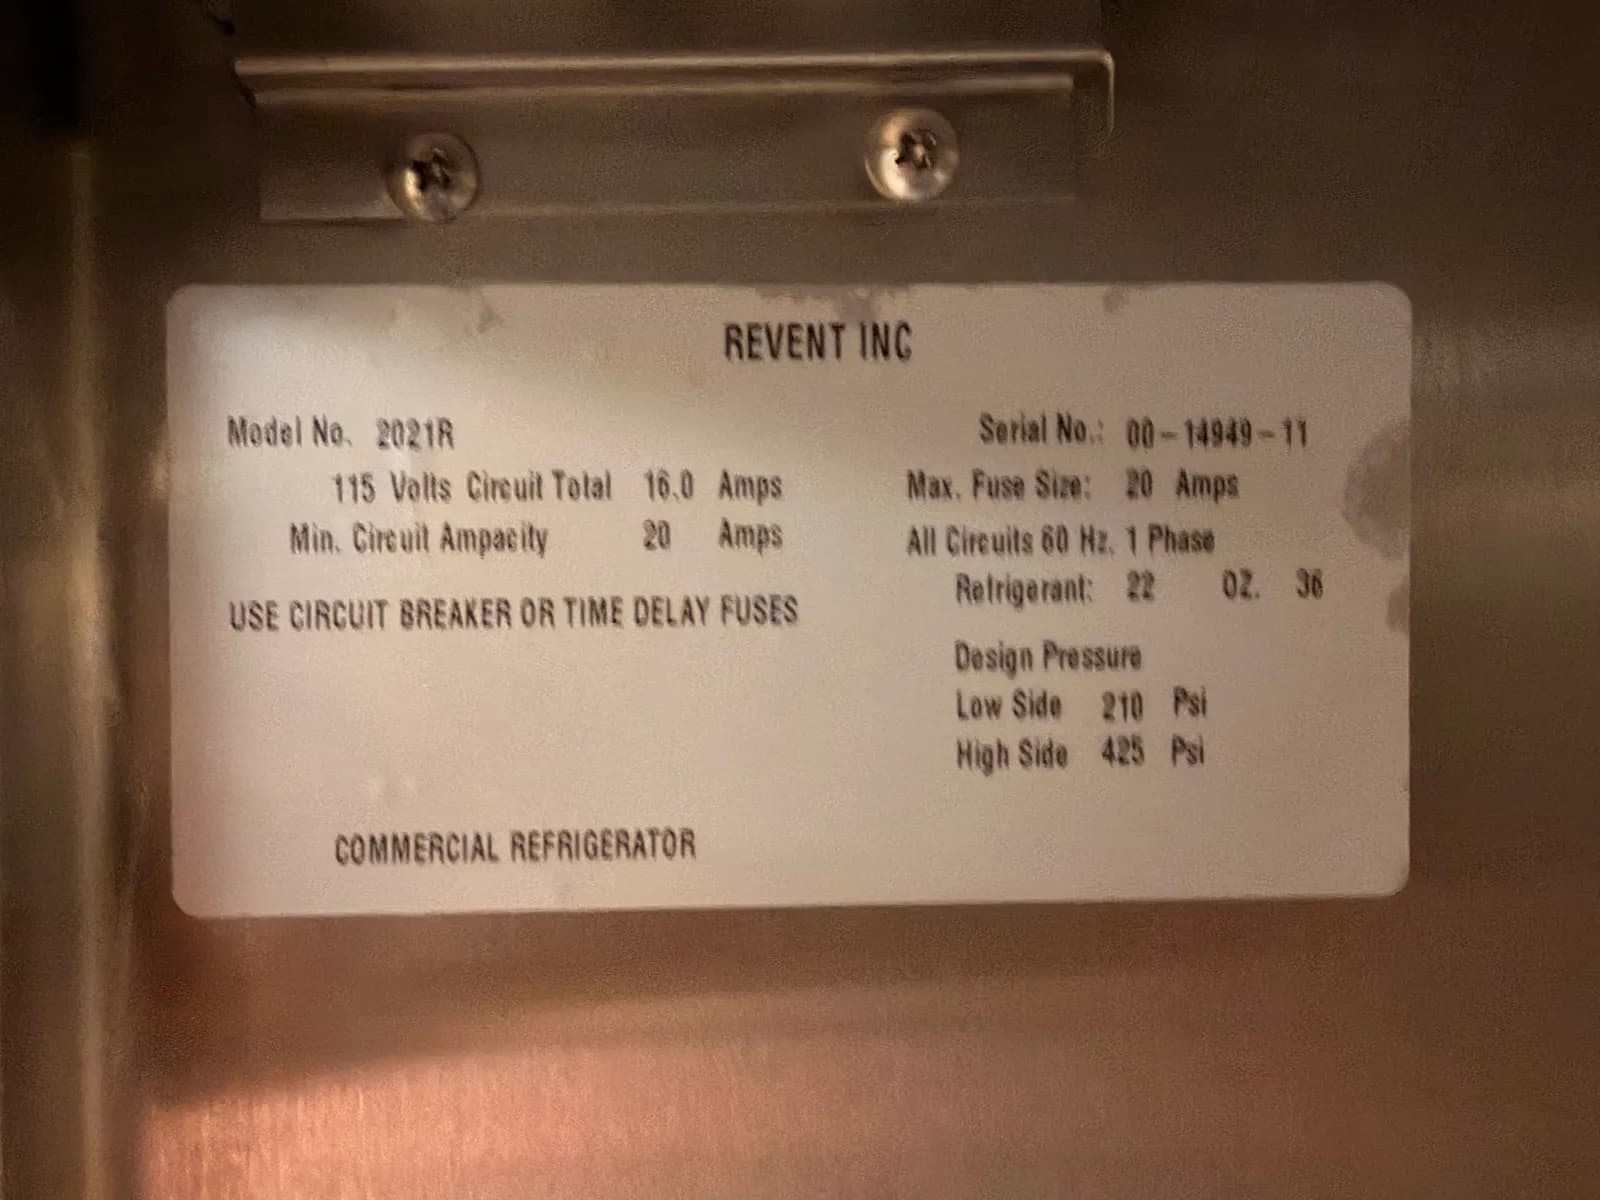 REVENT INC
Model No. 2021R Serial No.: 00-14949-11
115 Volts Circuit Total 16.0 Amps Max. Fuse Size: 20 Amps
Min. Circuit Ampacity 20 Amps All Circuits 60 Hz. 1 Phase
Refrigerant: 22 OZ. 36
USE CIRCUIT BREAKER OR TIME DELAY FUSES
Design Pressure
Low Side 210 Psi
High Side 425 Psi
COMMERCIAL REFRIGERATOR